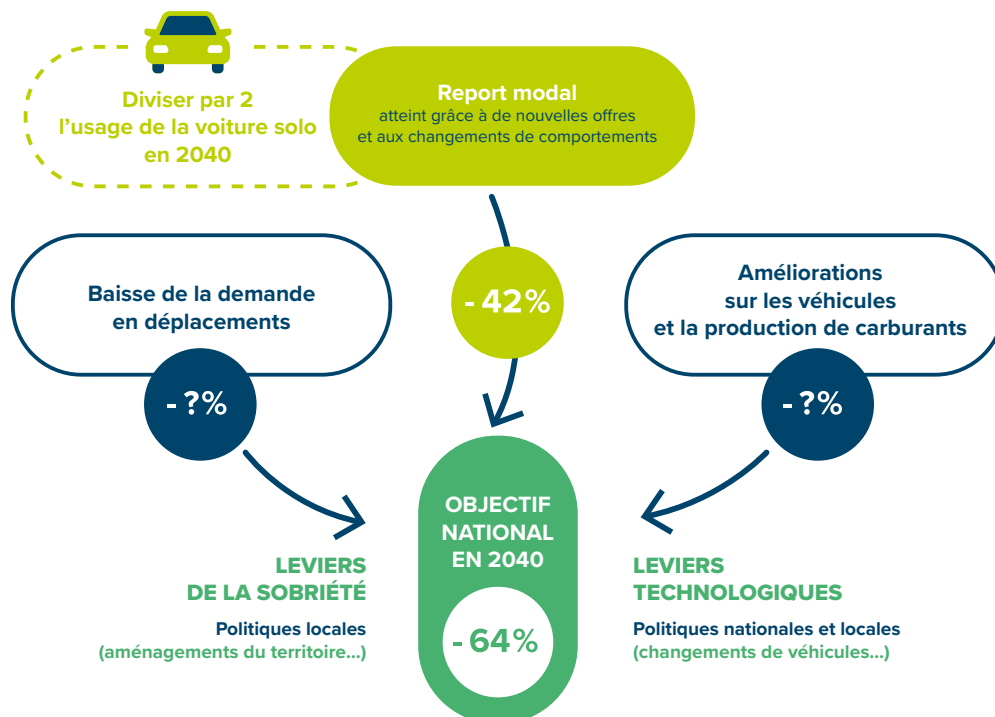 Diviser par 2
l’usage de la voiture solo
en 2040
Report modal
atteint grâce à de nouvelles offres
et aux changements de comportements
Baisse de la demande
en déplacements
- ?%
- 42%
Améliorations
sur les véhicules
et la production de carburants
- ?%
OBJECTIF
NATIONAL
EN 2040
- 64%
LEVIERS
DE LA SOBRIÉTÉ
Politiques locales
(aménagements du territoire...)
LEVIERS
TECHNOLOGIQUES
Politiques nationales et locales
(changements de véhicules...)